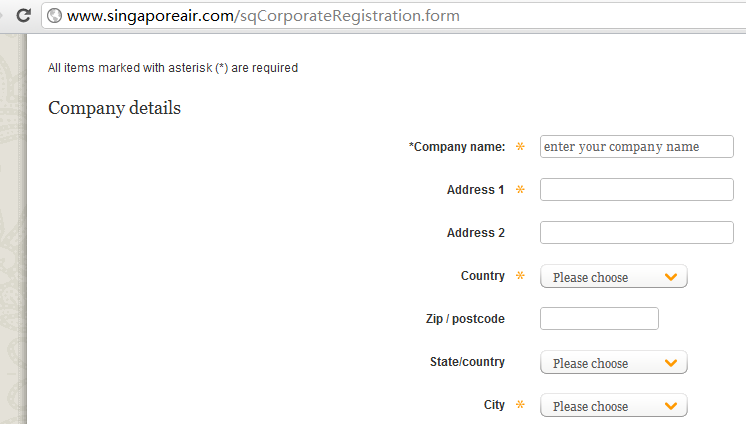 www.singaporeair.com/sqCorporateRegistration.form
All items marked with asterisk (*) are required
Company details
*Company name: * enter your company name
Address 1 *
Address 2
Country * Please choose
Zip / postcode
State/country Please choose
City * Please choose